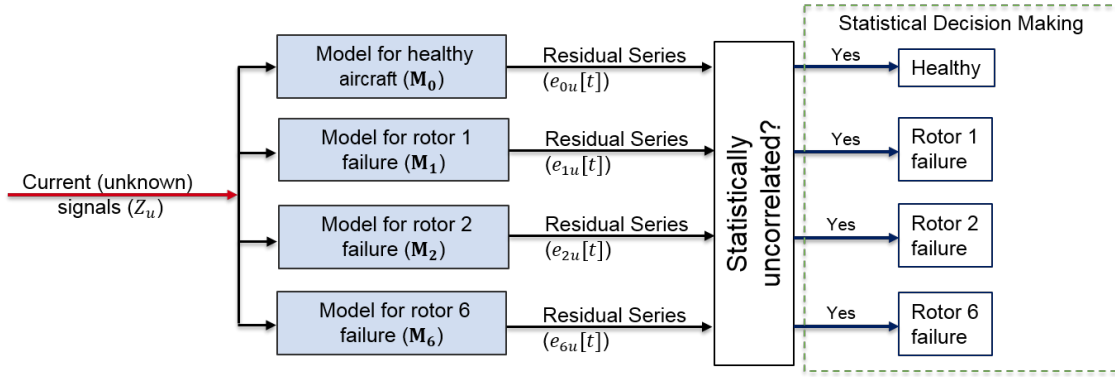 Statistical Decision Making
Model for healthy
aircraft (M₀)
Residual Series
(e₀ᵤ[t])
Yes
Healthy
Model for rotor 1
failure (M₁)
Residual Series
(e₁ᵤ[t])
Yes
Rotor 1
failure
Current (unknown)
signals (Zᵤ)
Statistically
uncorrelated?
Model for rotor 2
failure (M₂)
Residual Series
(e₂ᵤ[t])
Yes
Rotor 2
failure
Model for rotor 6
failure (M₆)
Residual Series
(e₆ᵤ[t])
Yes
Rotor 6
failure